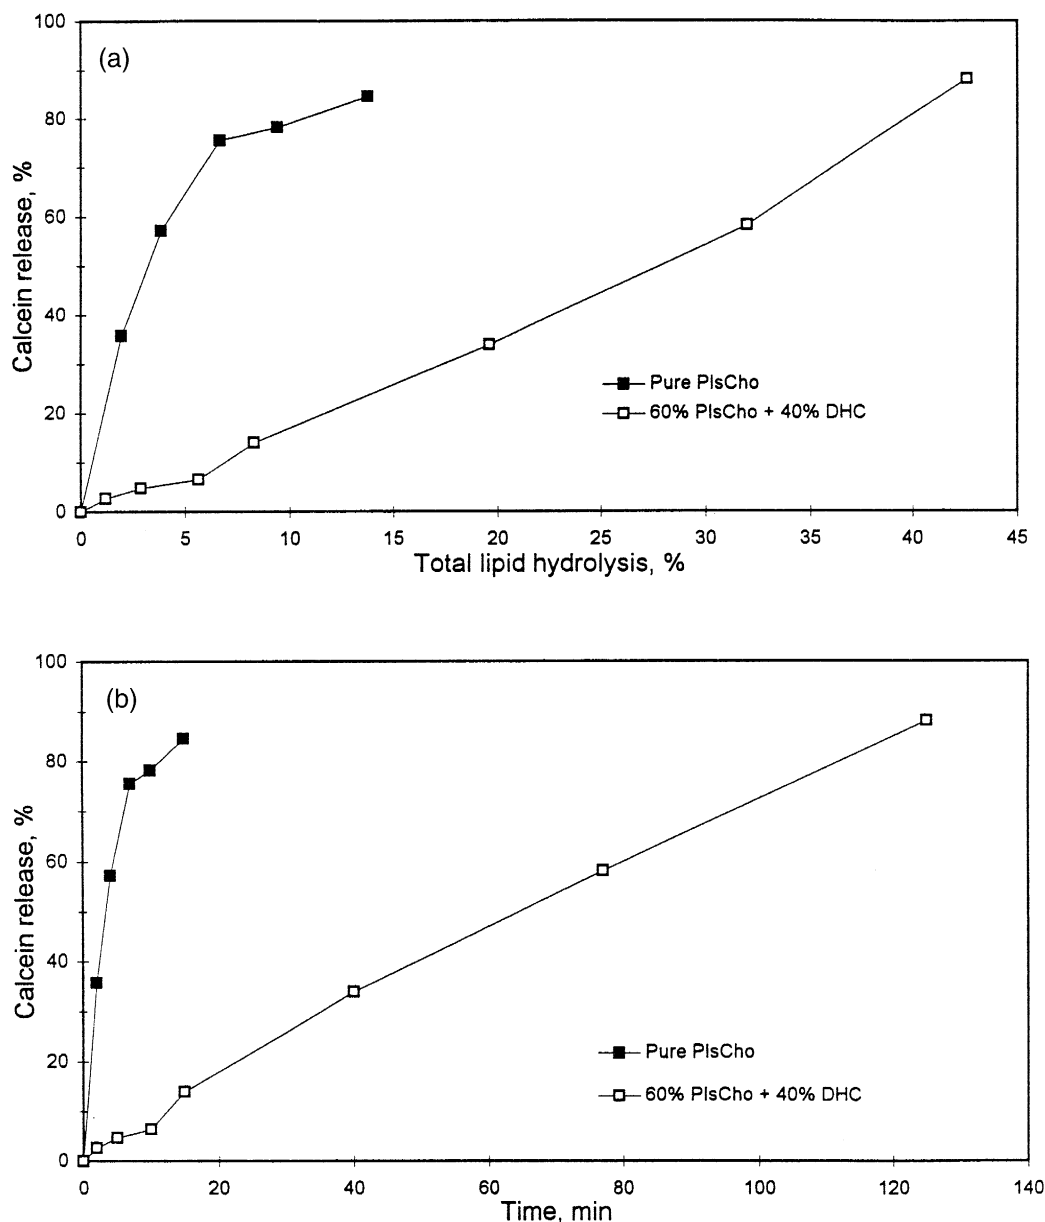 100
(a)
80
60
40
20
0
Calcein release, %
Pure PlsCho
60% PlsCho + 40% DHC
0 5 10 15 20 25 30 35 40 45
Total lipid hydrolysis, %
100
(b)
80
60
40
20
0
Calcein release, %
Pure PlsCho
60% PlsCho + 40% DHC
0 20 40 60 80 100 120 140
Time, min